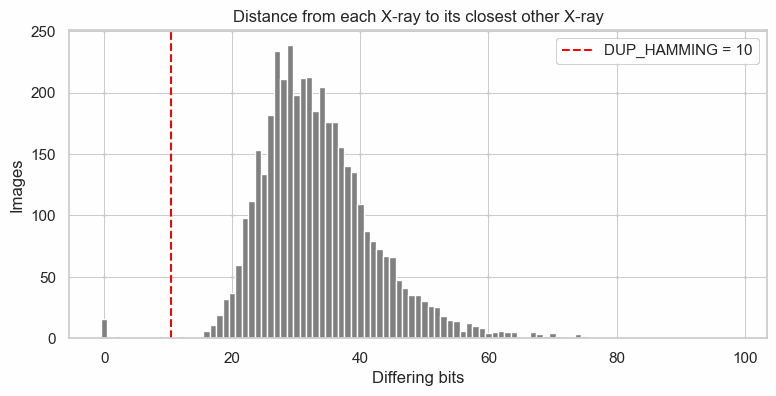 Distance from each X-ray to its closest other X-ray
DUP_HAMMING = 10
250
200
150
100
50
0
Images
0 20 40 60 80 100
Differing bits